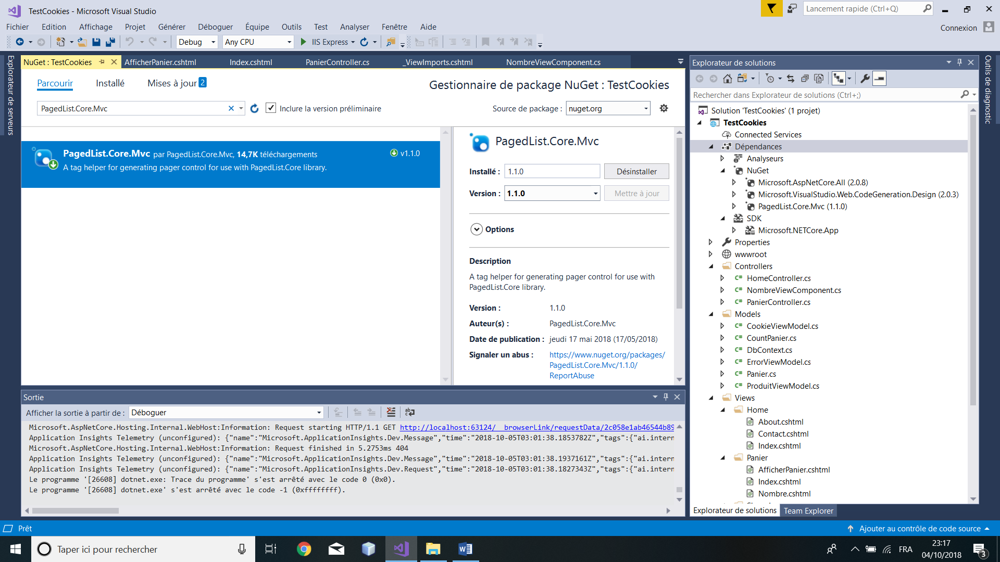 TestCookies - Microsoft Visual Studio
Lancement rapide (Ctrl+Q)
Fichier Edition Affichage Projet Générer Déboguer Équipe Outils Test Analyser Fenêtre Aide
Connexion
Debug Any CPU IIS Express
Explorateur de serveurs
NuGet : TestCookies AfficherPanier.cshtml Index.cshtml PanierController.cs _ViewImports.cshtml NombreViewComponent.cs
Parcourir Installé Mises à jour 2
Gestionnaire de package NuGet : TestCookies
PagedList.Core.Mvc Inclure la version préliminaire
Source de package : nuget.org
PagedList.Core.Mvc par PagedList.Core.Mvc, 14,7K téléchargements v1.1.0
A tag helper for generating pager control for use with PagedList.Core library.
PagedList.Core.Mvc
Installé : 1.1.0 Désinstaller
Version : 1.1.0 Mettre à jour
Options
Description
A tag helper for generating pager control for use with
PagedList.Core library.
Version : 1.1.0
Auteur(s) : PagedList.Core.Mvc
Date de publication : jeudi 17 mai 2018 (17/05/2018)
Signaler un abus : https://www.nuget.org/packages/
PagedList.Core.Mvc/1.1.0/
ReportAbuse
Sortie
Afficher la sortie à partir de : Déboguer
Microsoft.AspNetCore.Hosting.Internal.WebHost:Information: Request starting HTTP/1.1 GET http://localhost:63124/__browserLink/requestData/2c058e1ab46544b89
Application Insights Telemetry (unconfigured): {"name":"Microsoft.ApplicationInsights.Dev.Message","time":"2018-10-05T03:01:38.1853782Z","tags":{"ai.intern
Microsoft.AspNetCore.Hosting.Internal.WebHost:Information: Request finished in 5.2753ms 404
Application Insights Telemetry (unconfigured): {"name":"Microsoft.ApplicationInsights.Dev.Message","time":"2018-10-05T03:01:38.1937161Z","tags":{"ai.intern
Application Insights Telemetry (unconfigured): {"name":"Microsoft.ApplicationInsights.Dev.Request","time":"2018-10-05T03:01:38.1827343Z","tags":{"ai.intern
Le programme '[26608] dotnet.exe: Trace du programme' s'est arrêté avec le code 0 (0x0).
Le programme '[26608] dotnet.exe' s'est arrêté avec le code -1 (0xffffffff).
Explorateur de solutions
Rechercher dans Explorateur de solutions (Ctrl+;)
Solution 'TestCookies' (1 projet)
TestCookies
Connected Services
Dépendances
Analyseurs
NuGet
Microsoft.AspNetCore.All (2.0.8)
Microsoft.VisualStudio.Web.CodeGeneration.Design (2.0.3)
PagedList.Core.Mvc (1.1.0)
SDK
Microsoft.NETCore.App
Properties
wwwroot
Controllers
C# HomeController.cs
C# NombreViewComponent.cs
C# PanierController.cs
Models
C# CookieViewModel.cs
C# CountPanier.cs
C# DbContext.cs
C# ErrorViewModel.cs
C# Panier.cs
C# ProduitViewModel.cs
Views
Home
About.cshtml
Contact.cshtml
Index.cshtml
Panier
AfficherPanier.cshtml
Index.cshtml
Nombre.cshtml
Explorateur de solutions Team Explorer
Outils de diagnostic
Prêt
Ajouter au contrôle de code source
Taper ici pour rechercher
FRA
23:17
04/10/2018
3